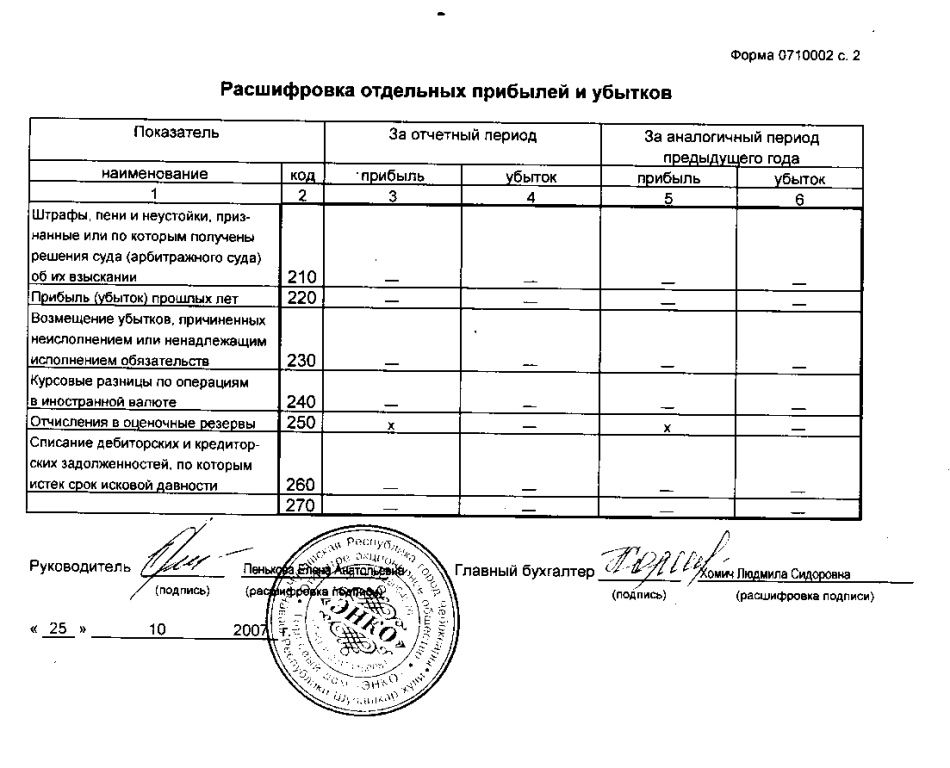 Форма 0710002 с. 2
Расшифровка отдельных прибылей и убытков
Показатель За отчетный период За аналогичный период
предыдущего года
наименование код прибыль убыток прибыль убыток
1 2 3 4 5 6
Штрафы, пени и неустойки, приз-
нанные или по которым получены
решения суда (арбитражного суда)
об их взыскании 210 — — — —
Прибыль (убыток) прошлых лет 220 — — — —
Возмещение убытков, причиненных
неисполнением или ненадлежащим
исполнением обязательств 230 — — — —
Курсовые разницы по операциям
в иностранной валюте 240 — — — —
Отчисления в оценочные резервы 250 х — х —
Списание дебиторских и кредитор-
ских задолженностей, по которым
истек срок исковой давности 260 — — — —
270 — — — —
Руководитель Пенькова Елена Анатольевна Главный бухгалтер Хомич Людмила Сидоровна
(подпись) (расшифровка подписи) (подпись) (расшифровка подписи)
« 25 » 10 2007 г.
Республика город Чебоксары
акционерное общество
«ЭНКО»